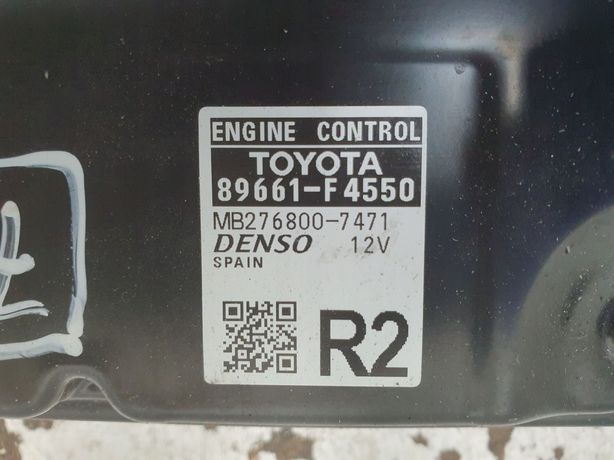 ENGINE CONTROL
TOYOTA
89661-F4550
MB276800-7471
DENSO 12V
SPAIN
R2